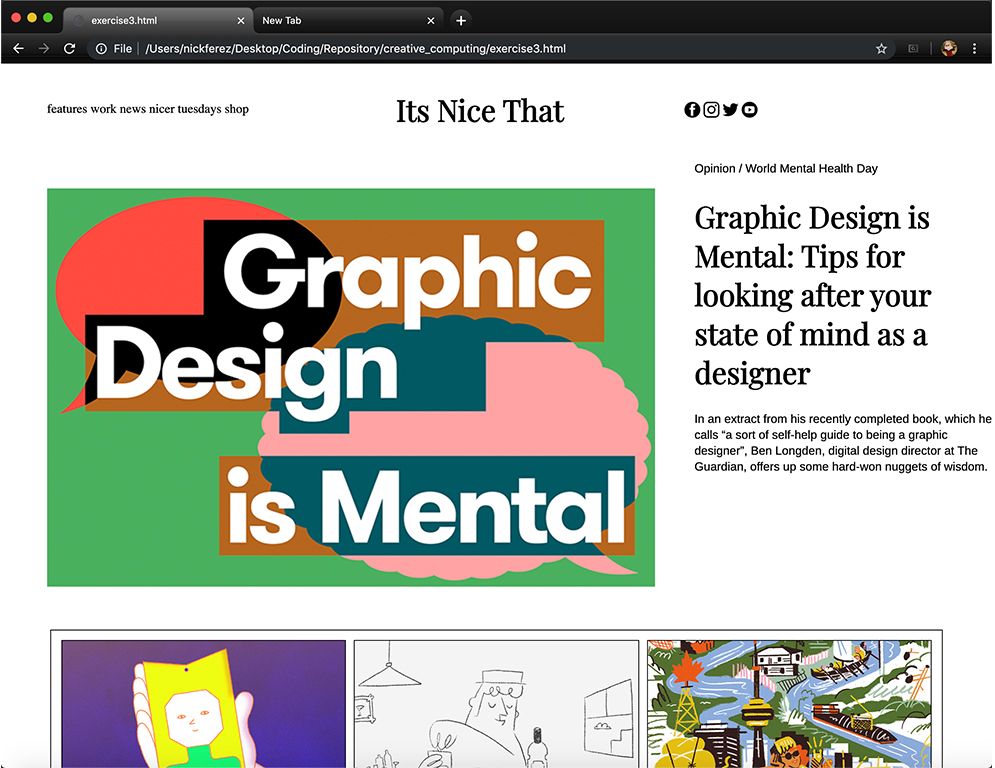 exercise3.html
New Tab
File /Users/nickferez/Desktop/Coding/Repository/creative_computing/exercise3.html
features work news nicer tuesdays shop
Its Nice That
Opinion / World Mental Health Day
Graphic
Design
is Mental
Graphic Design is
Mental: Tips for
looking after your
state of mind as a
designer
In an extract from his recently completed book, which he
calls “a sort of self-help guide to being a graphic
designer”, Ben Longden, digital design director at The
Guardian, offers up some hard-won nuggets of wisdom.